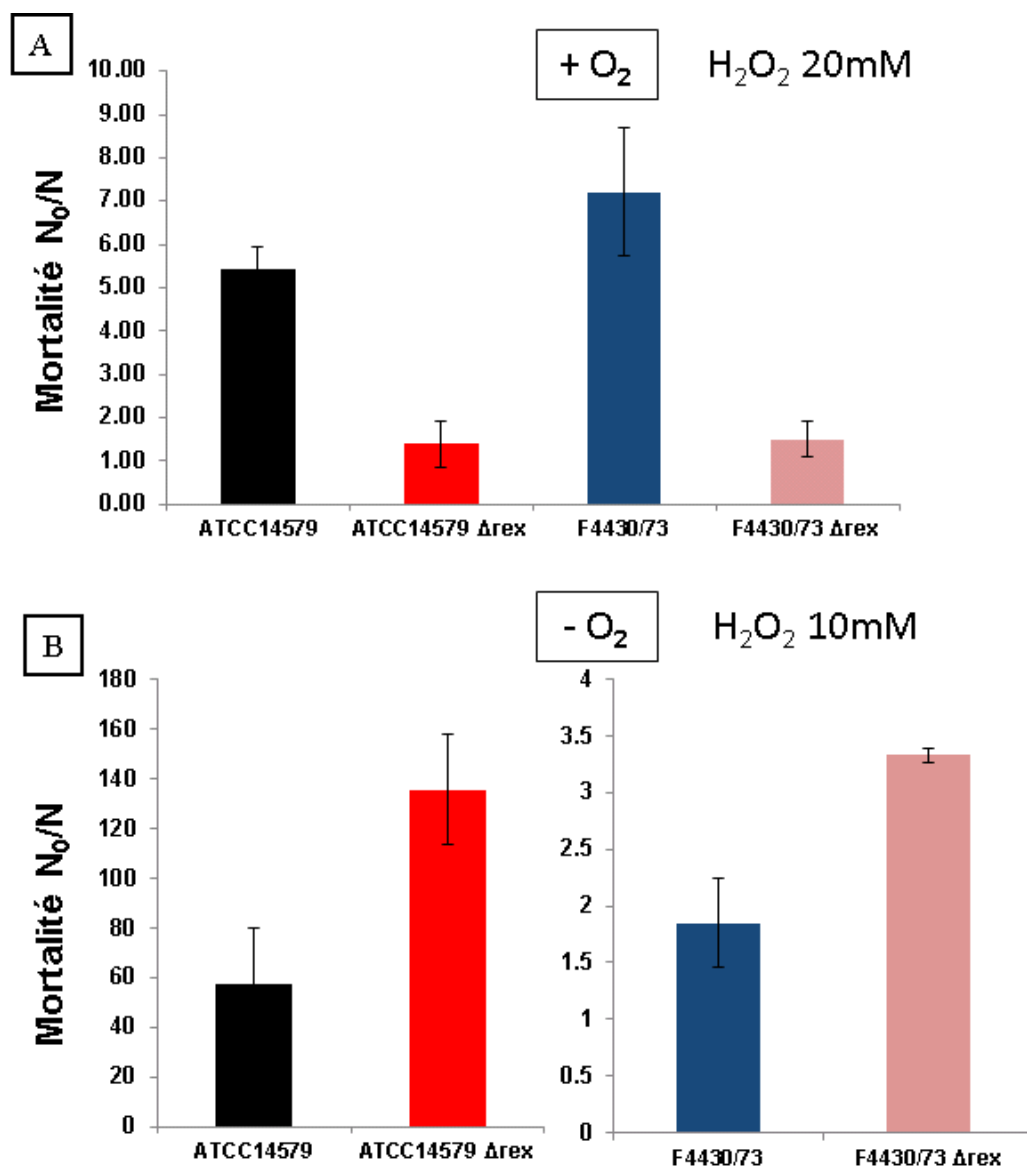 A
+ O₂
H₂O₂ 20mM
Mortalité N₀/N
10.00
9.00
8.00
7.00
6.00
5.00
4.00
3.00
2.00
1.00
0.00
ATCC14579
ATCC14579 Δrex
F4430/73
F4430/73 Δrex
B
- O₂
H₂O₂ 10mM
Mortalité N₀/N
180
160
140
120
100
80
60
40
20
0
ATCC14579
ATCC14579 Δrex
4
3.5
3
2.5
2
1.5
1
0.5
0
F4430/73
F4430/73 Δrex